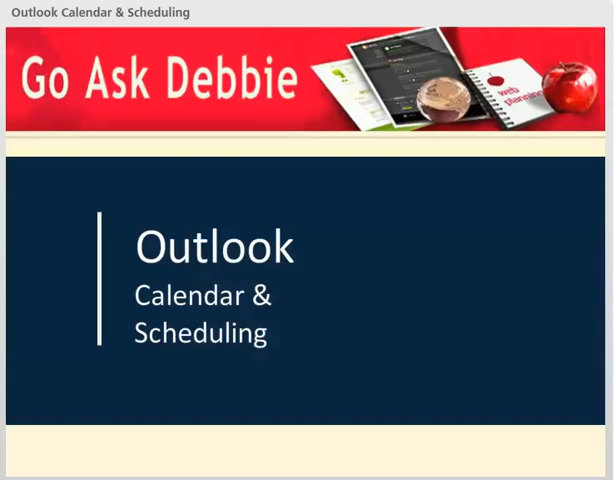 Outlook Calendar & Scheduling
Go Ask Debbie
web
planning
Outlook
Calendar &
Scheduling